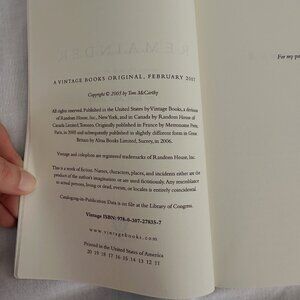 REMAINDER
A VINTAGE BOOKS ORIGINAL, FEBRUARY 2007
Copyright © 2005 by Tom McCarthy
All rights reserved. Published in the United States by Vintage Books, a division
of Random House, Inc., New York, and in Canada by Random House of
Canada Limited, Toronto. Originally published in France by Metronome Press,
Paris, in 2005 and subsequently published in slightly different form in Great
Britain by Alma Books Limited, Surrey, in 2006.
Vintage and colophon are registered trademarks of Random House, Inc.
This is a work of fiction. Names, characters, places, and incidents either are the
product of the author's imagination or are used fictitiously. Any resemblance
to actual persons, living or dead, events, or locales is entirely coincidental.
Cataloging-in-Publication Data is on file at the Library of Congress.
Vintage ISBN: 978-0-307-27835-7
www.vintagebooks.com
Printed in the United States of America
20 19 18 17 16 15 14 13 12 11
For my